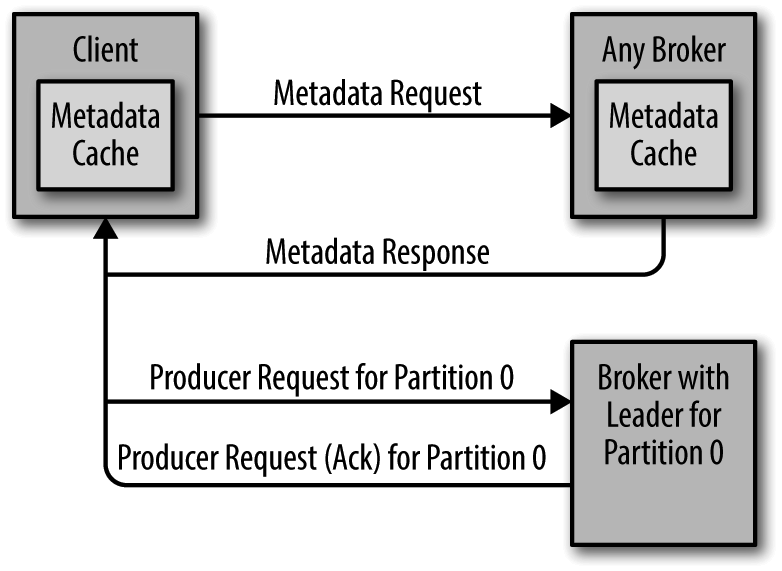 Client
Metadata
Cache
Any Broker
Metadata
Cache
Metadata Request
Metadata Response
Producer Request for Partition 0
Producer Request (Ack) for Partition 0
Broker with
Leader for
Partition 0